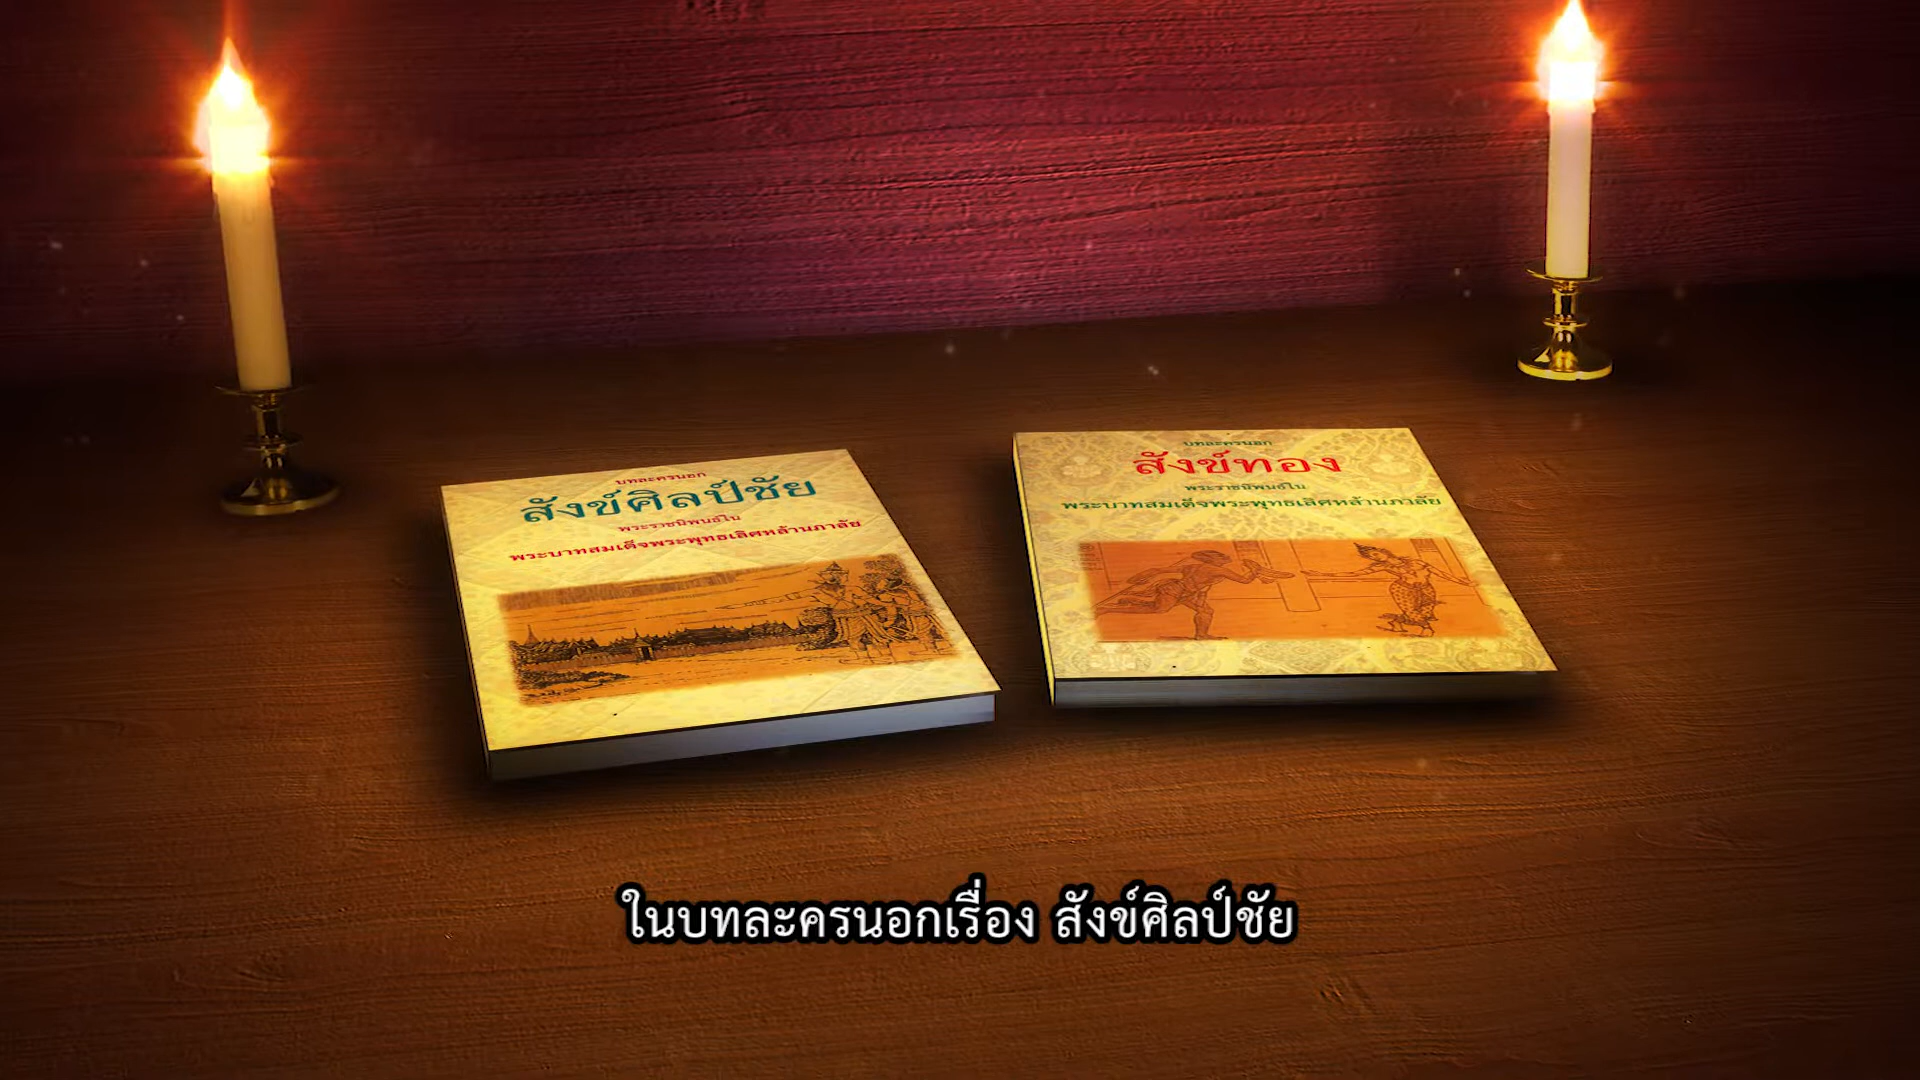 บทละครนอก
สังข์ศิลป์ชัย
พระราชนิพนธ์ใน
พระบาทสมเด็จพระพุทธเลิศหล้านภาลัย
บทละครนอก
สังข์ทอง
พระราชนิพนธ์ใน
พระบาทสมเด็จพระพุทธเลิศหล้านภาลัย
ในบทละครนอกเรื่อง สังข์ศิลป์ชัย